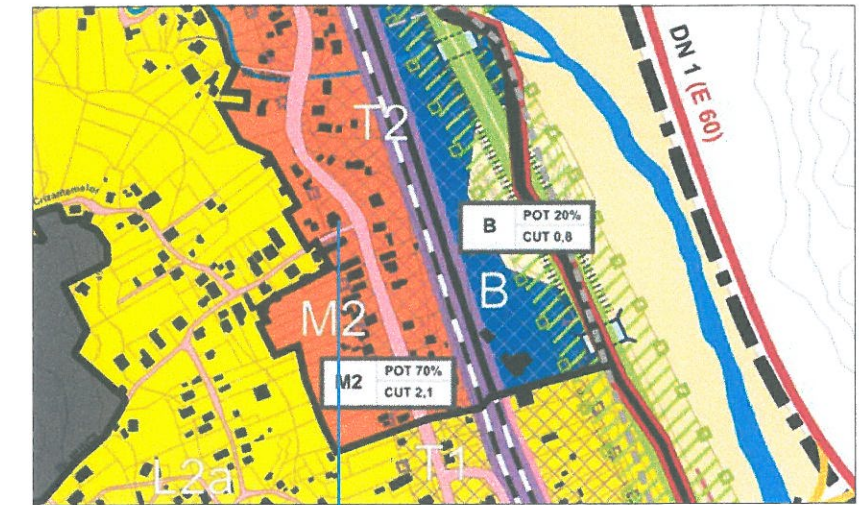 DN 1 (E 60)
T2
B
POT 20%
CUT 0,8
Crizantemelor
B
M2
M2
POT 70%
CUT 2,1
T1
L2a